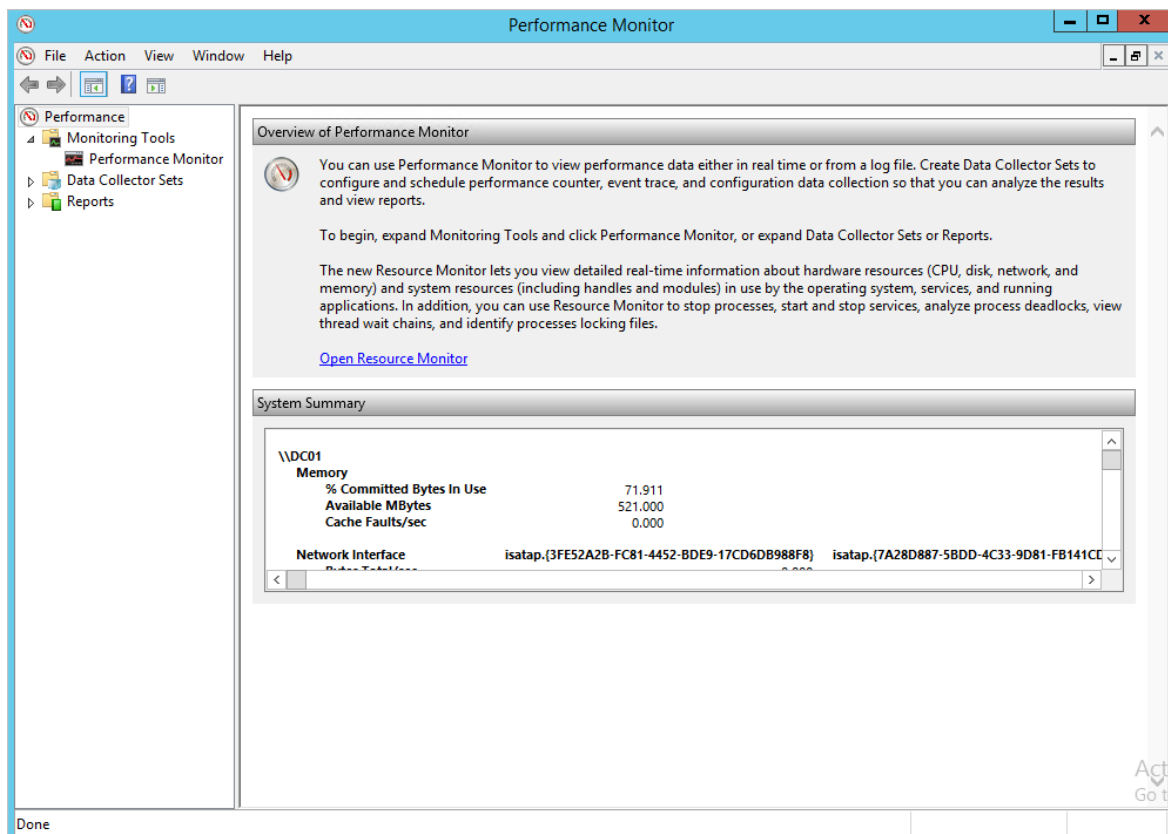 Performance Monitor
File Action View Window Help
Performance
Monitoring Tools
Performance Monitor
Data Collector Sets
Reports
Overview of Performance Monitor
You can use Performance Monitor to view performance data either in real time or from a log file. Create Data Collector Sets to
configure and schedule performance counter, event trace, and configuration data collection so that you can analyze the results
and view reports.
To begin, expand Monitoring Tools and click Performance Monitor, or expand Data Collector Sets or Reports.
The new Resource Monitor lets you view detailed real-time information about hardware resources (CPU, disk, network, and
memory) and system resources (including handles and modules) in use by the operating system, services, and running
applications. In addition, you can use Resource Monitor to stop processes, start and stop services, analyze process deadlocks, view
thread wait chains, and identify processes locking files.
Open Resource Monitor
System Summary
\\DC01
Memory
% Committed Bytes In Use 71.911
Available MBytes 521.000
Cache Faults/sec 0.000
Network Interface isatap.{3FE52A2B-FC81-4452-BDE9-17CD6DB988F8} isatap.{7A28D887-5BDD-4C33-9D81-FB141CD
Act
Go t
Done